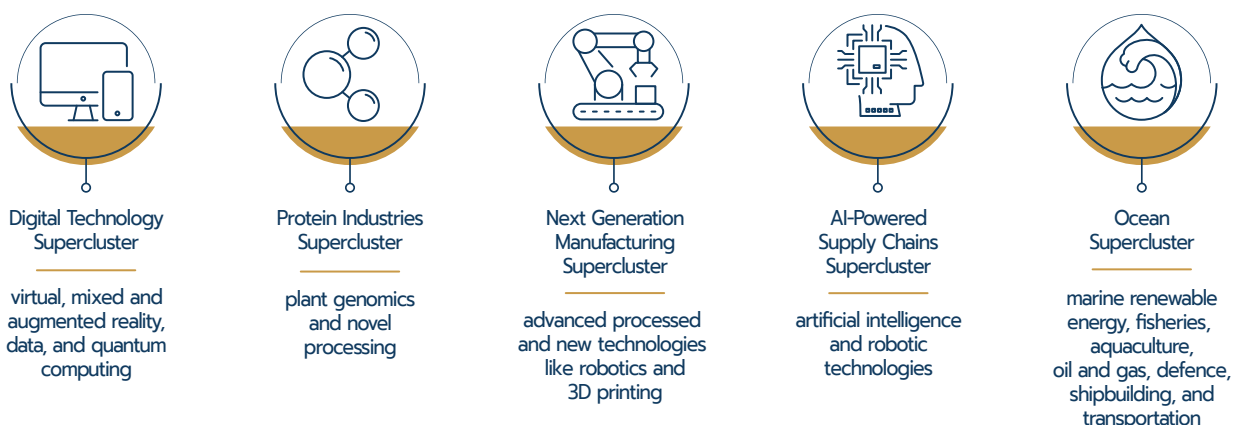 Digital Technology
Supercluster
virtual, mixed and
augmented reality,
data, and quantum
computing
Protein Industries
Supercluster
plant genomics
and novel
processing
Next Generation
Manufacturing
Supercluster
advanced processed
and new technologies
like robotics and
3D printing
AI-Powered
Supply Chains
Supercluster
artificial intelligence
and robotic
technologies
Ocean
Supercluster
marine renewable
energy, fisheries,
aquaculture,
oil and gas, defence,
shipbuilding, and
transportation